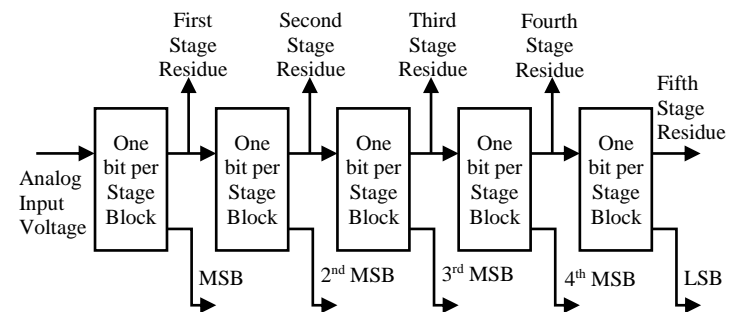 First
Stage
Residue
Second
Stage
Residue
Third
Stage
Residue
Fourth
Stage
Residue
Fifth
Stage
Residue
One
bit per
Stage
Block
One
bit per
Stage
Block
One
bit per
Stage
Block
One
bit per
Stage
Block
One
bit per
Stage
Block
Analog
Input
Voltage
MSB
2nd MSB
3rd MSB
4th MSB
LSB